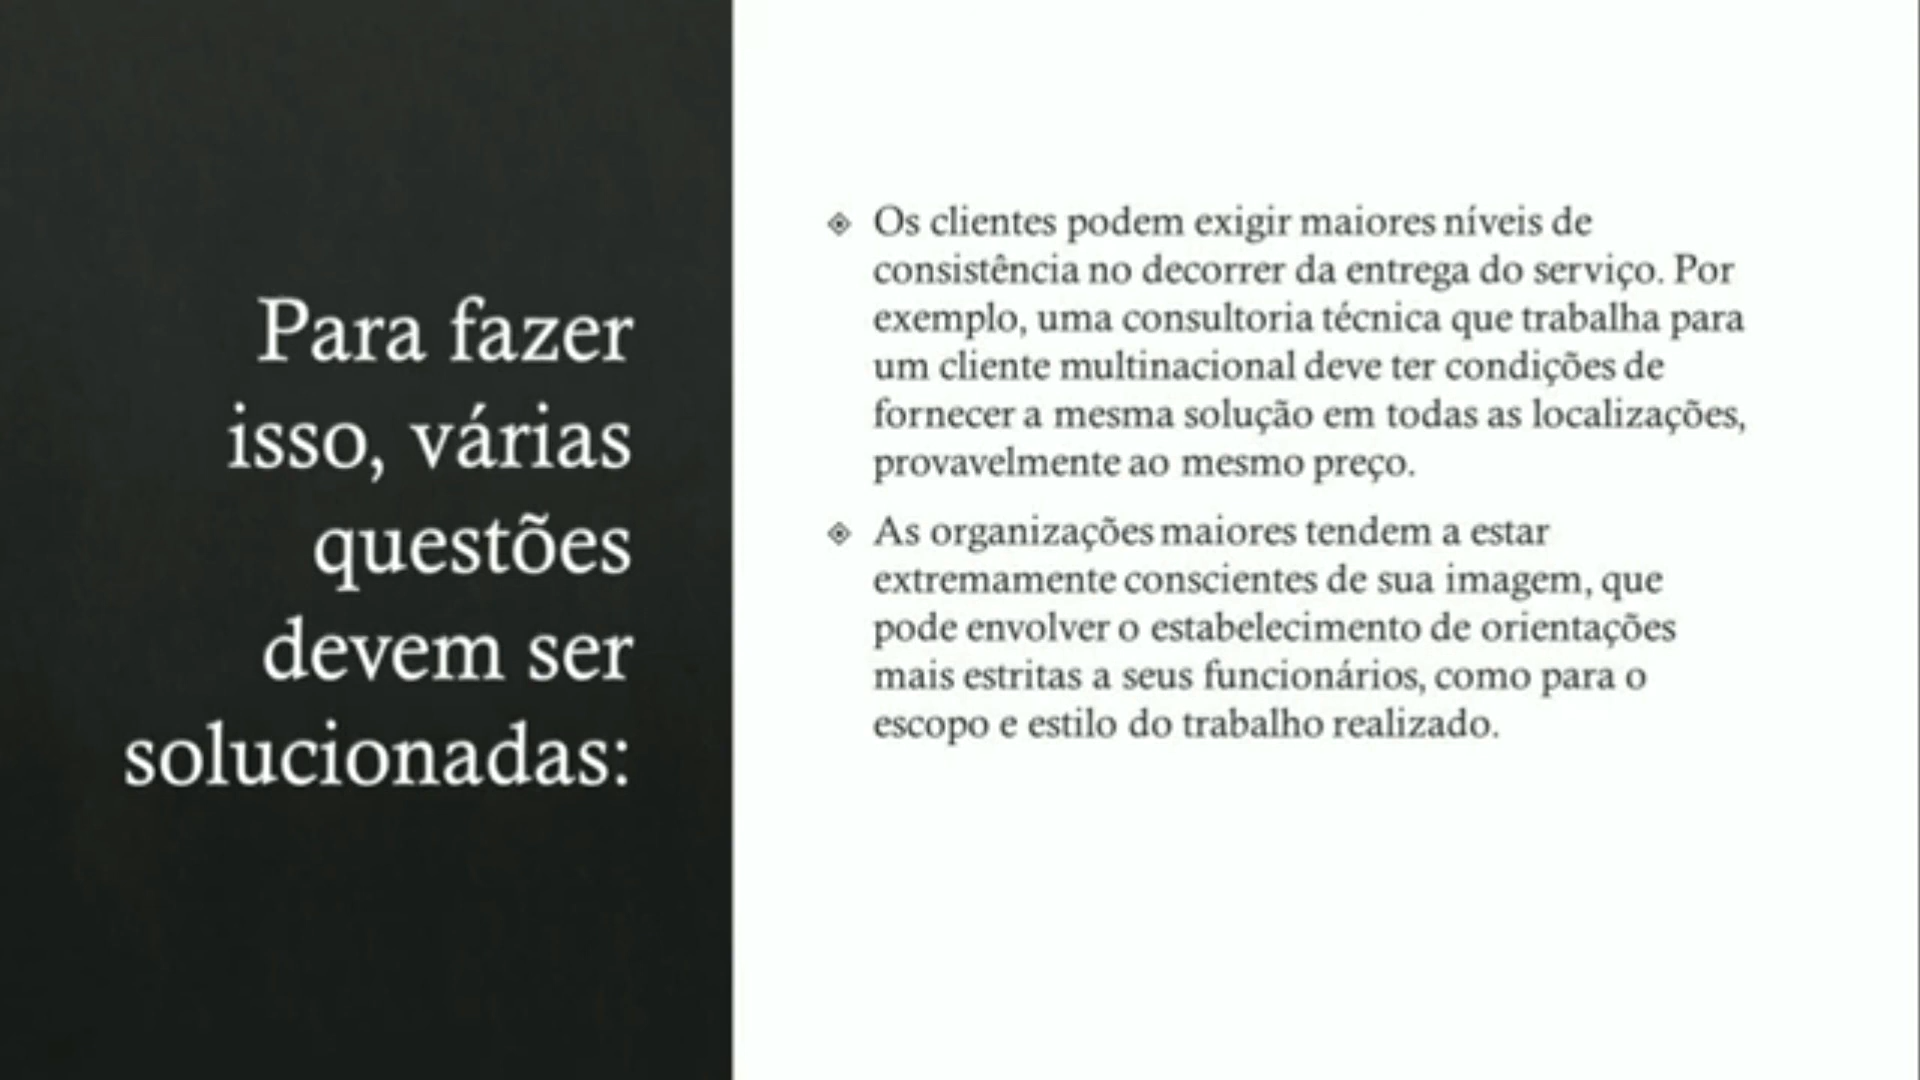 Para fazer
isso, várias
questões
devem ser
solucionadas:
Os clientes podem exigir maiores níveis de
consistência no decorrer da entrega do serviço. Por
exemplo, uma consultoria técnica que trabalha para
um cliente multinacional deve ter condições de
fornecer a mesma solução em todas as localizações,
provavelmente ao mesmo preço.
As organizações maiores tendem a estar
extremamente conscientes de sua imagem, que
pode envolver o estabelecimento de orientações
mais estritas a seus funcionários, como para o
escopo e estilo do trabalho realizado.